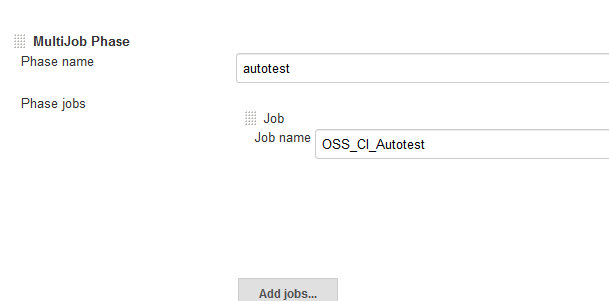 MultiJob Phase
Phase name
autotest
Phase jobs
Job
Job name
OSS_CI_Autotest
Add jobs...